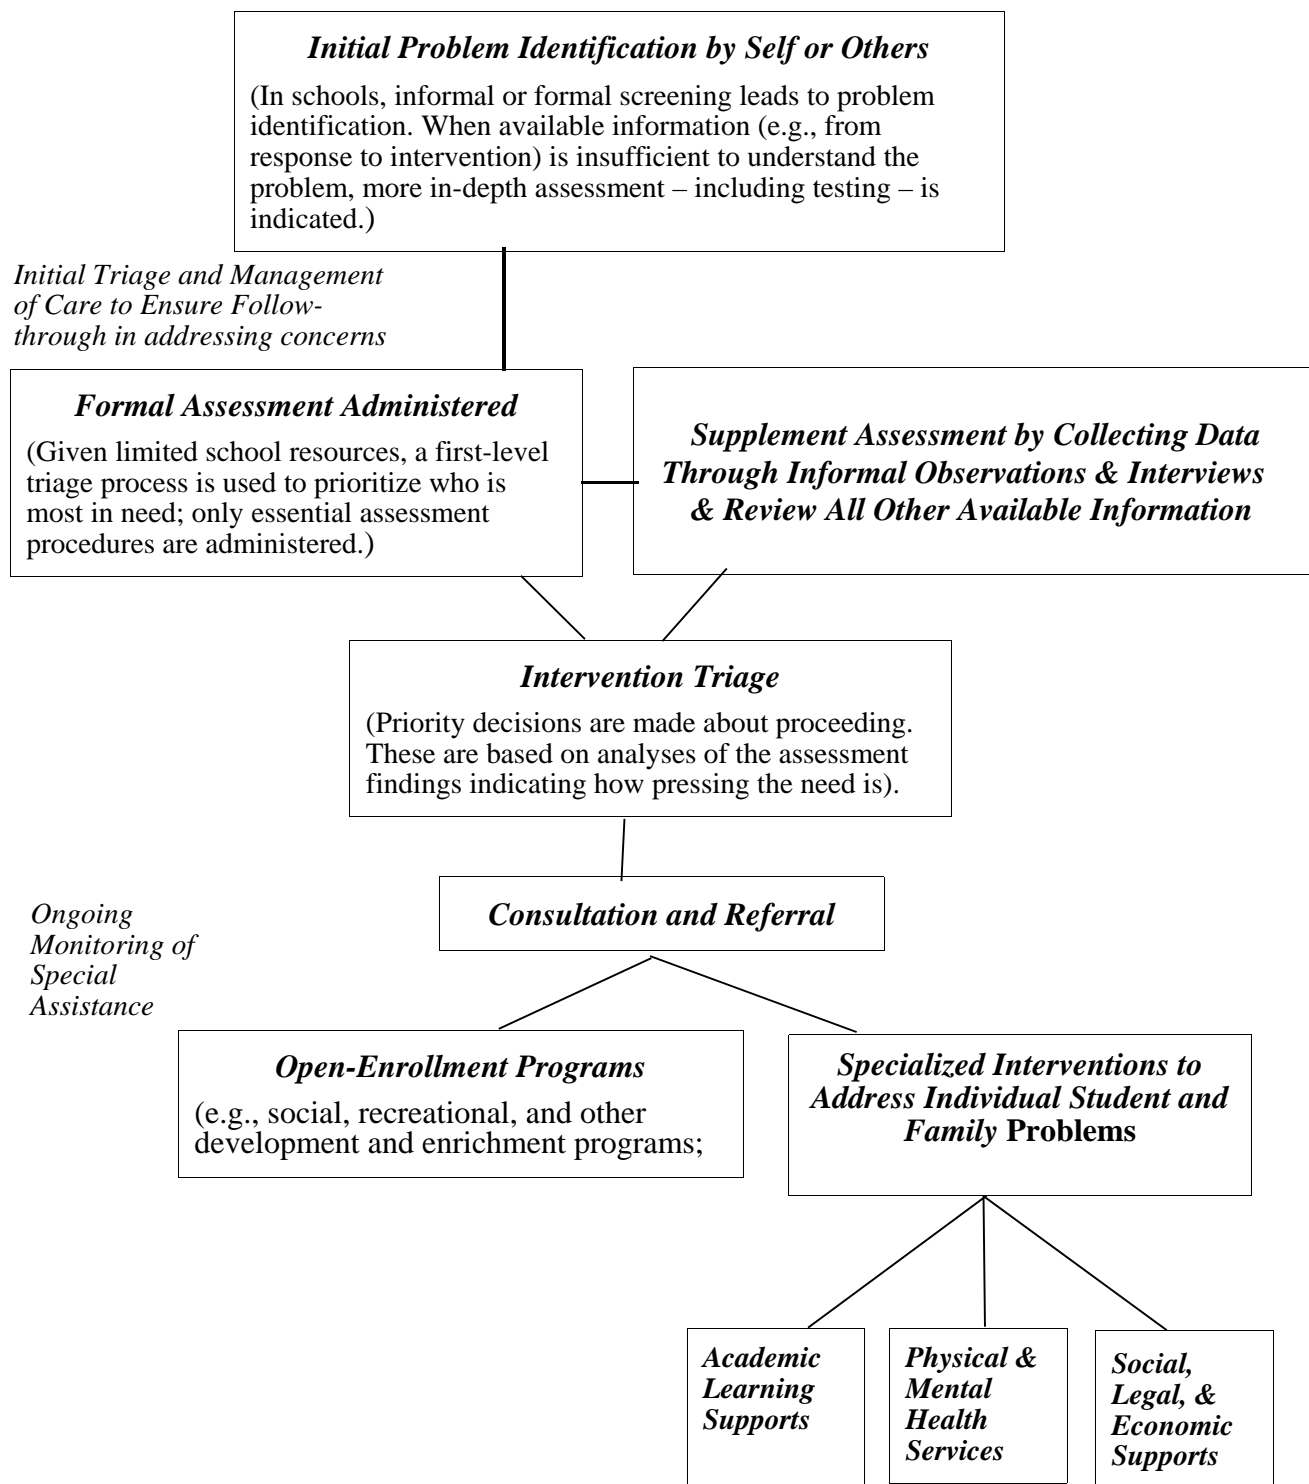 Initial Problem Identification by Self or Others
(In schools, informal or formal screening leads to problem
identification. When available information (e.g., from
response to intervention) is insufficient to understand the
problem, more in-depth assessment – including testing – is
indicated.)
Initial Triage and Management
of Care to Ensure Follow-
through in addressing concerns
Formal Assessment Administered
(Given limited school resources, a first-level
triage process is used to prioritize who is
most in need; only essential assessment
procedures are administered.)
Supplement Assessment by Collecting Data
Through Informal Observations & Interviews
& Review All Other Available Information
Intervention Triage
(Priority decisions are made about proceeding.
These are based on analyses of the assessment
findings indicating how pressing the need is).
Consultation and Referral
Ongoing
Monitoring of
Special
Assistance
Open-Enrollment Programs
(e.g., social, recreational, and other
development and enrichment programs;
Specialized Interventions to
Address Individual Student and
Family Problems
Academic
Learning
Supports
Physical &
Mental
Health
Services
Social,
Legal, &
Economic
Supports